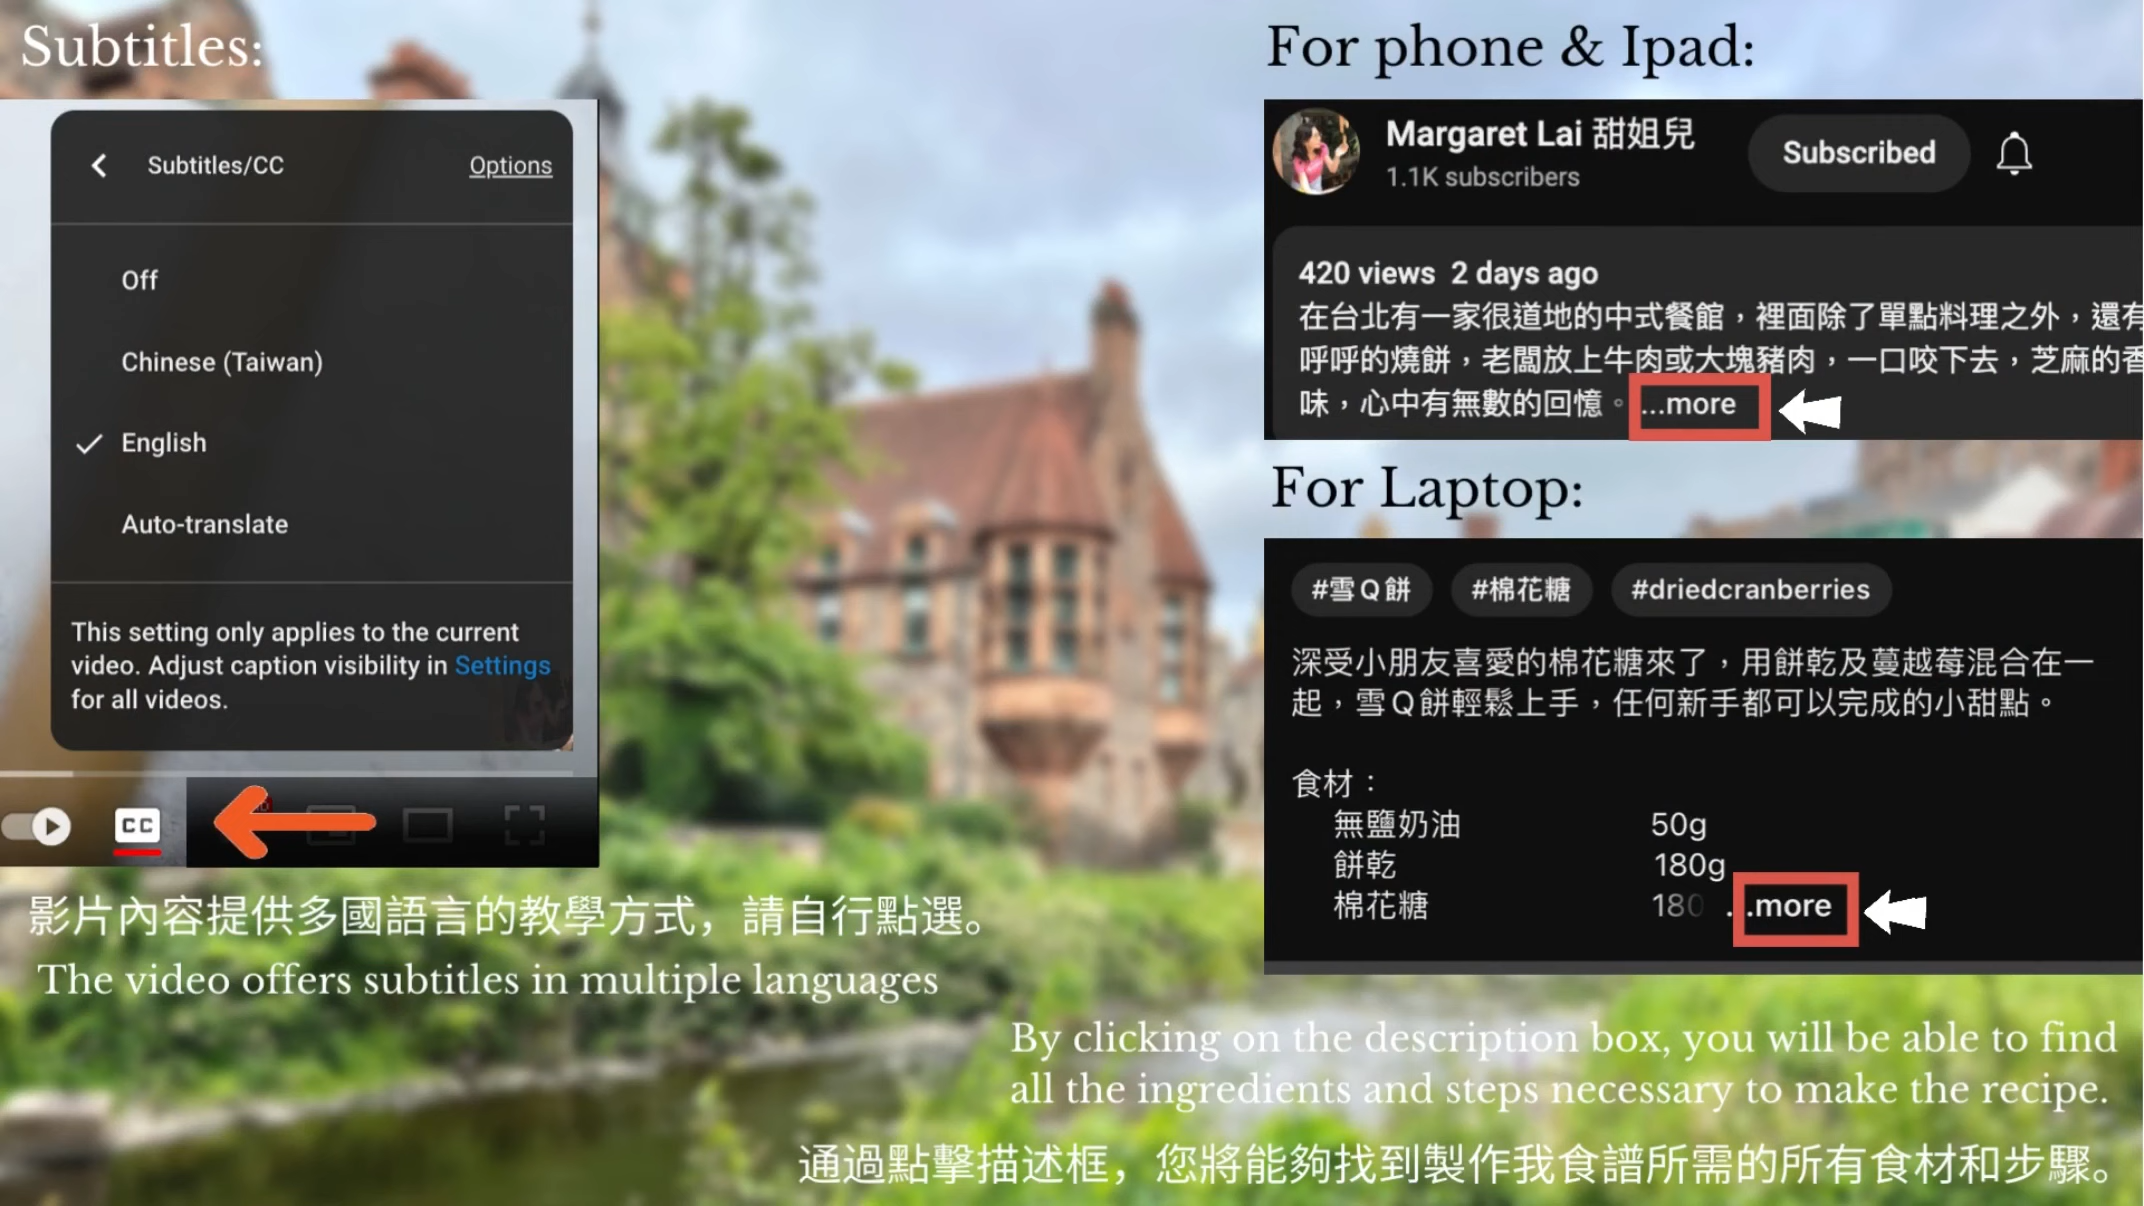 Subtitles:
Subtitles/CC
Options
Off
Chinese (Taiwan)
English
Auto-translate
This setting only applies to the current
video. Adjust caption visibility in Settings
for all videos.
CC
影片內容提供多國語言的教學方式，請自行點選。
The video offers subtitles in multiple languages
For phone & Ipad:
Margaret Lai 甜姐兒
1.1K subscribers
Subscribed
420 views 2 days ago
在台北有一家很道地的中式餐館，裡面除了單點料理之外，還有
呼呼的燒餅，老闆放上牛肉或大塊豬肉，一口咬下去，芝麻的香
味，心中有無數的回憶。 ...more
For Laptop:
#雪Q餅 #棉花糖 #driedcranberries
深受小朋友喜愛的棉花糖來了，用餅乾及蔓越莓混合在一
起，雪Q餅輕鬆上手，任何新手都可以完成的小甜點。
食材：
無鹽奶油 50g
餅乾 180g
棉花糖 180 ...more
By clicking on the description box, you will be able to find
all the ingredients and steps necessary to make the recipe.
通過點擊描述框，您將能夠找到製作我食譜所需的所有食材和步驟。